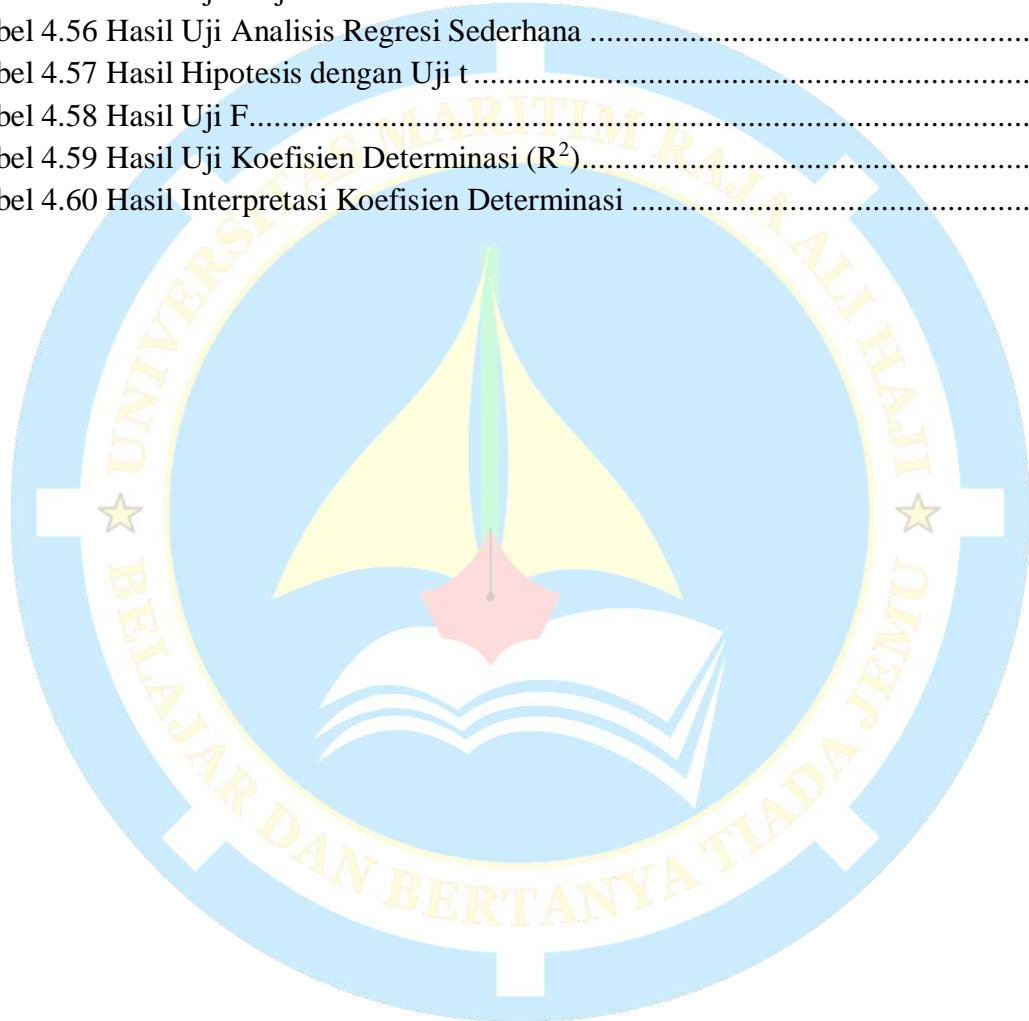 bel 4.56 Hasil Uji Analisis Regresi Sederhana ........................................................
bel 4.57 Hasil Hipotesis dengan Uji t......................................................................
bel 4.58 Hasil Uji F.................................................................................................
bel 4.59 Hasil Uji Koefisien Determinasi (R²)........................................................
bel 4.60 Hasil Interpretasi Koefisien Determinasi ..................................................
UNIVERSITAS MARITIM RAJA ALI HAJI
BELAJAR DAN BERTANYA TIADA JEMU